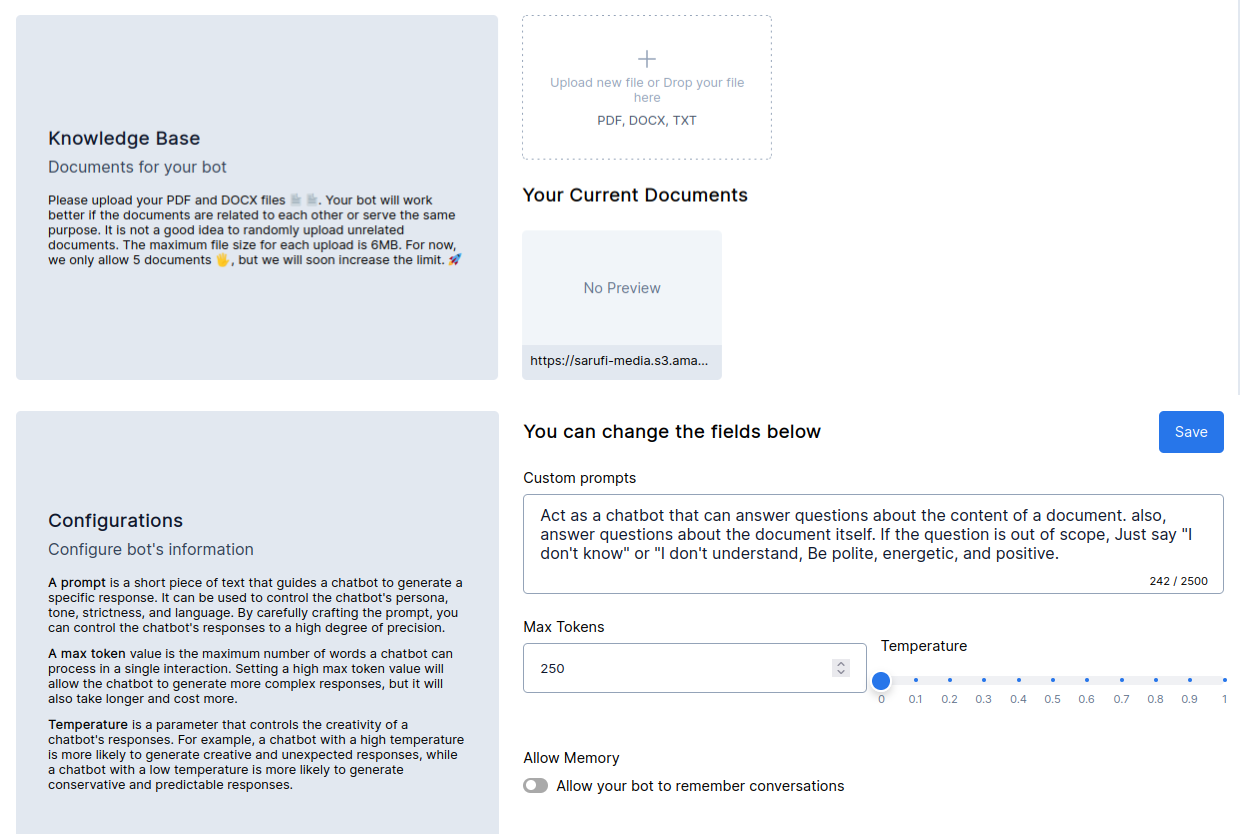 Knowledge Base
Documents for your bot
Please upload your PDF and DOCX files. Your bot will work
better if the documents are related to each other or serve the same
purpose. It is not a good idea to randomly upload unrelated
documents. The maximum file size for each upload is 6MB. For now,
we only allow 5 documents 🖐, but we will soon increase the limit. 🚀
Upload new file or Drop your file
here
PDF, DOCX, TXT
Your Current Documents
No Preview
https://sarufi-media.s3.ama...
Configurations
Configure bot's information
A prompt is a short piece of text that guides a chatbot to generate a
specific response. It can be used to control the chatbot's persona,
tone, strictness, and language. By carefully crafting the prompt, you
can control the chatbot's responses to a high degree of precision.
A max token value is the maximum number of words a chatbot can
process in a single interaction. Setting a high max token value will
allow the chatbot to generate more complex responses, but it will
also take longer and cost more.
Temperature is a parameter that controls the creativity of a
chatbot's responses. For example, a chatbot with a high temperature
is more likely to generate creative and unexpected responses, while
a chatbot with a low temperature is more likely to generate
conservative and predictable responses.
You can change the fields below
Save
Custom prompts
Act as a chatbot that can answer questions about the content of a document. also,
answer questions about the document itself. If the question is out of scope, Just say "I
don't know" or "I don't understand, Be polite, energetic, and positive.
242 / 2500
Max Tokens
250
Temperature
0 0.1 0.2 0.3 0.4 0.5 0.6 0.7 0.8 0.9 1
Allow Memory
Allow your bot to remember conversations